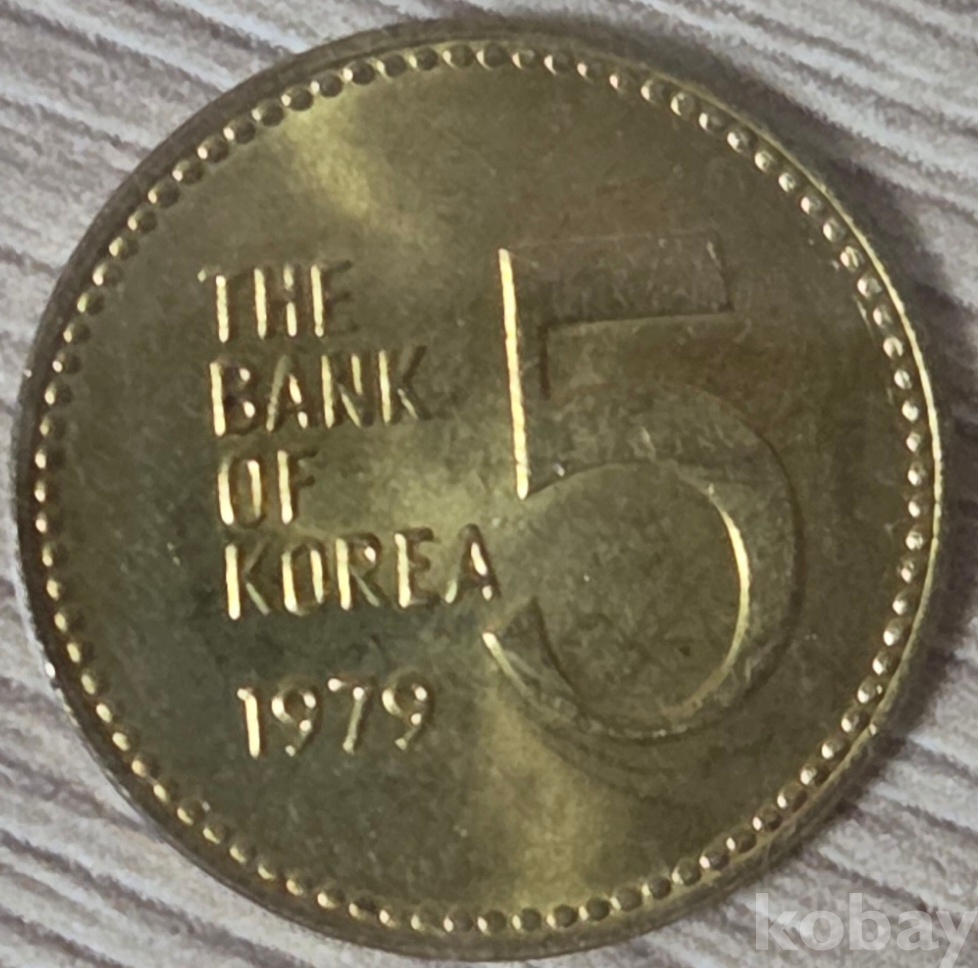 THE
BANK
OF
KOREA
1979
5
kobay